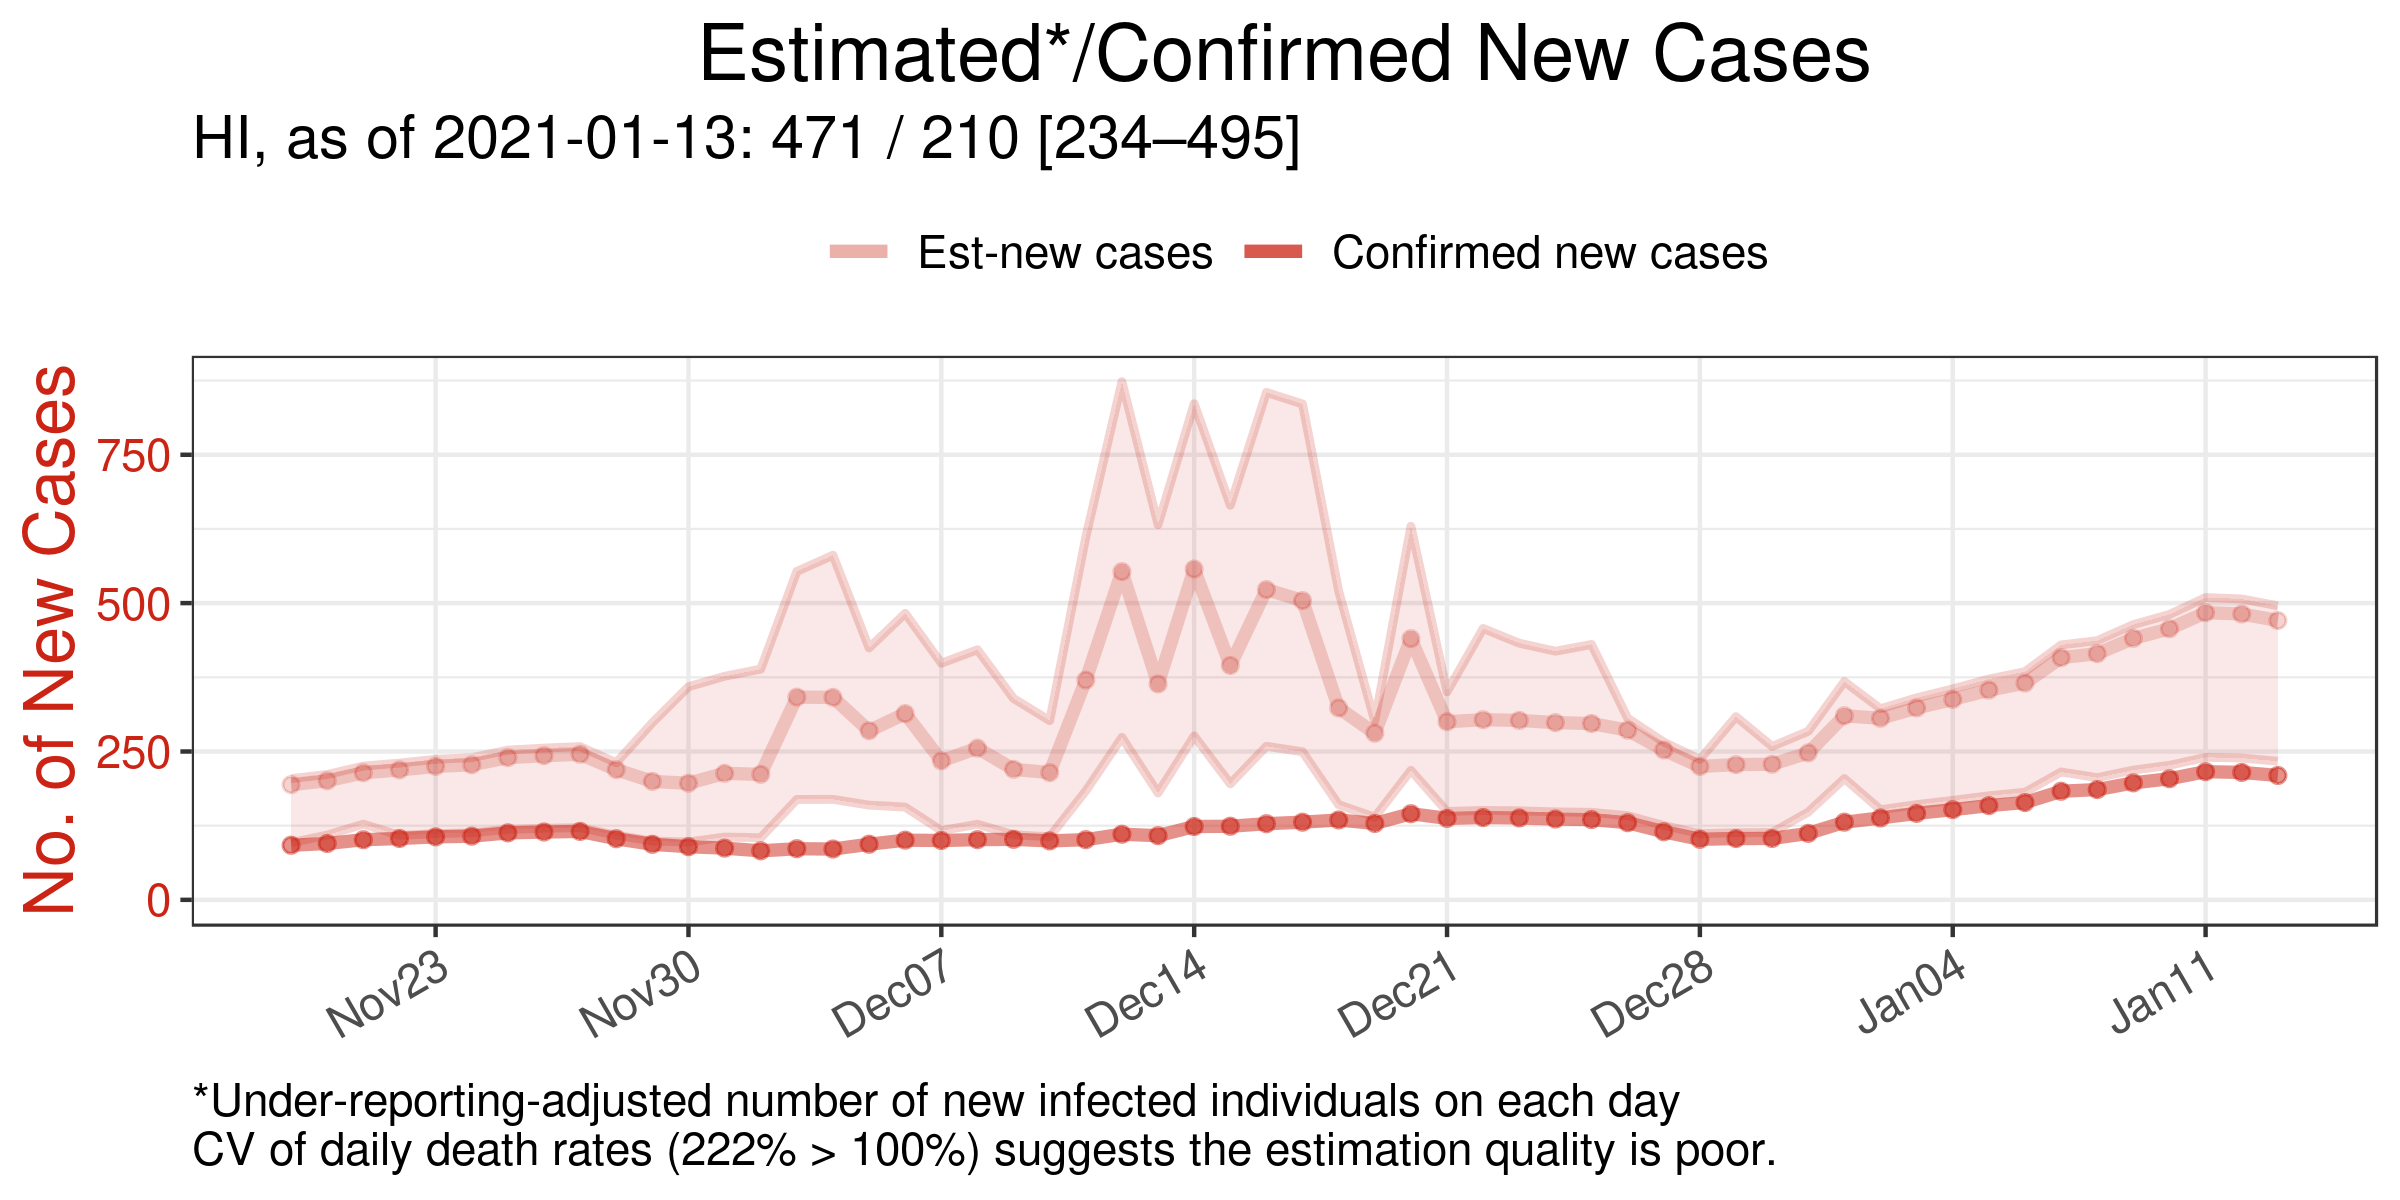 Estimated*/Confirmed New Cases
HI, as of 2021-01-13: 471 / 210 [234–495]
Est-new cases
Confirmed new cases
No. of New Cases
750
500
250
0
Nov23
Nov30
Dec07
Dec14
Dec21
Dec28
Jan04
Jan11
*Under-reporting-adjusted number of new infected individuals on each day
CV of daily death rates (222% > 100%) suggests the estimation quality is poor.